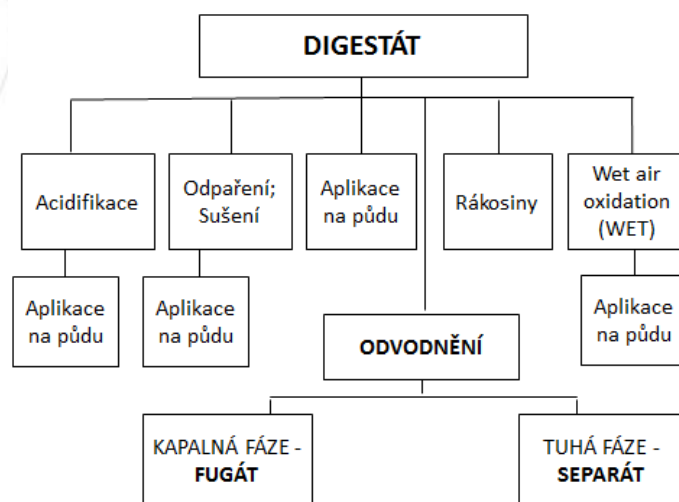 DIGESTÁT
Acidifikace
Odpaření;
Sušení
Aplikace
na půdu
Rákosiny
Wet air
oxidation
(WET)
Aplikace
na půdu
Aplikace
na půdu
Aplikace
na půdu
ODVODNĚNÍ
KAPALNÁ FÁZE -
FUGÁT
TUHÁ FÁZE -
SEPARÁT